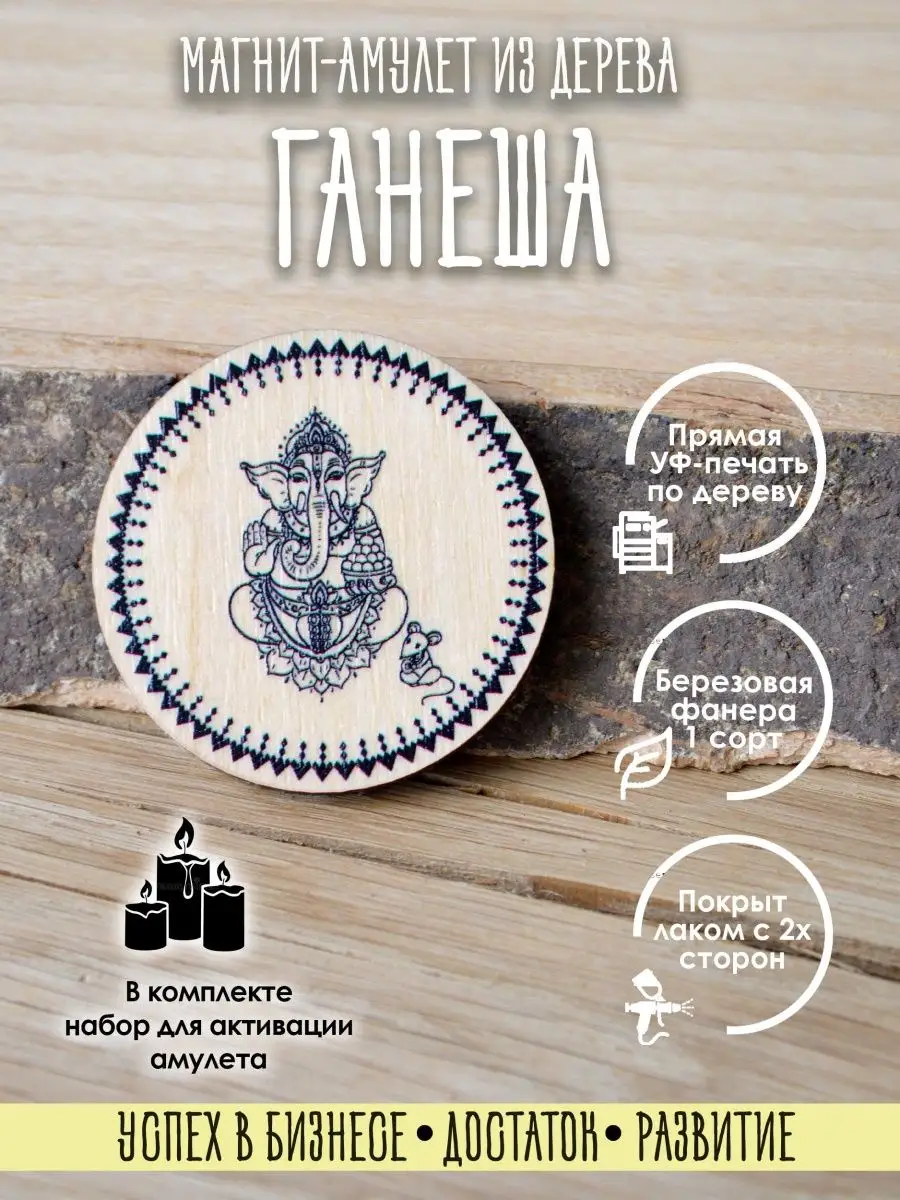 МАГНИТ-АМУЛЕТ ИЗ ДЕРЕВА
ГАНЕША
Прямая
УФ-печать
по дереву
Березовая
фанера
1 сорт
Покрыт
лаком с 2х
сторон
В комплекте
набор для активации
амулета
УСПЕХ В БИЗНЕСЕ • ДОСТАТОК • РАЗВИТИЕ